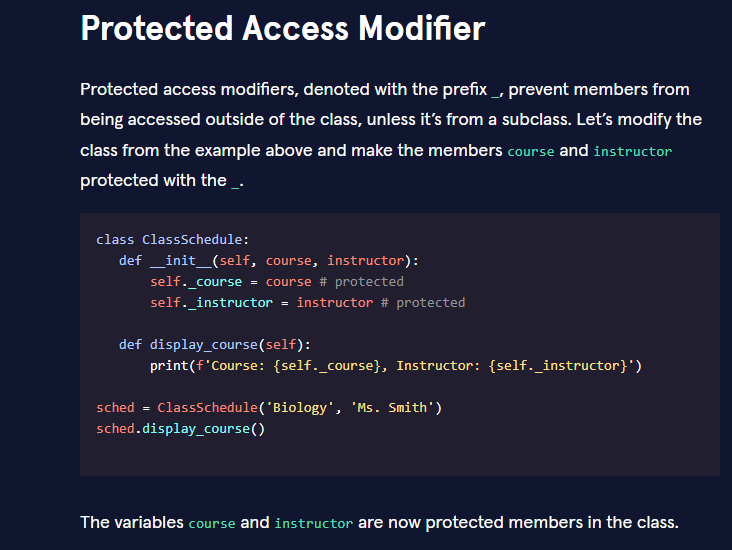 Protected Access Modifier
Protected access modifiers, denoted with the prefix _, prevent members from
being accessed outside of the class, unless it’s from a subclass. Let’s modify the
class from the example above and make the members course and instructor
protected with the _.
class ClassSchedule:
   def __init__(self, course, instructor):
       self._course = course # protected
       self._instructor = instructor # protected

   def display_course(self):
       print(f'Course: {self._course}, Instructor: {self._instructor}')

sched = ClassSchedule('Biology', 'Ms. Smith')
sched.display_course()
The variables course and instructor are now protected members in the class.